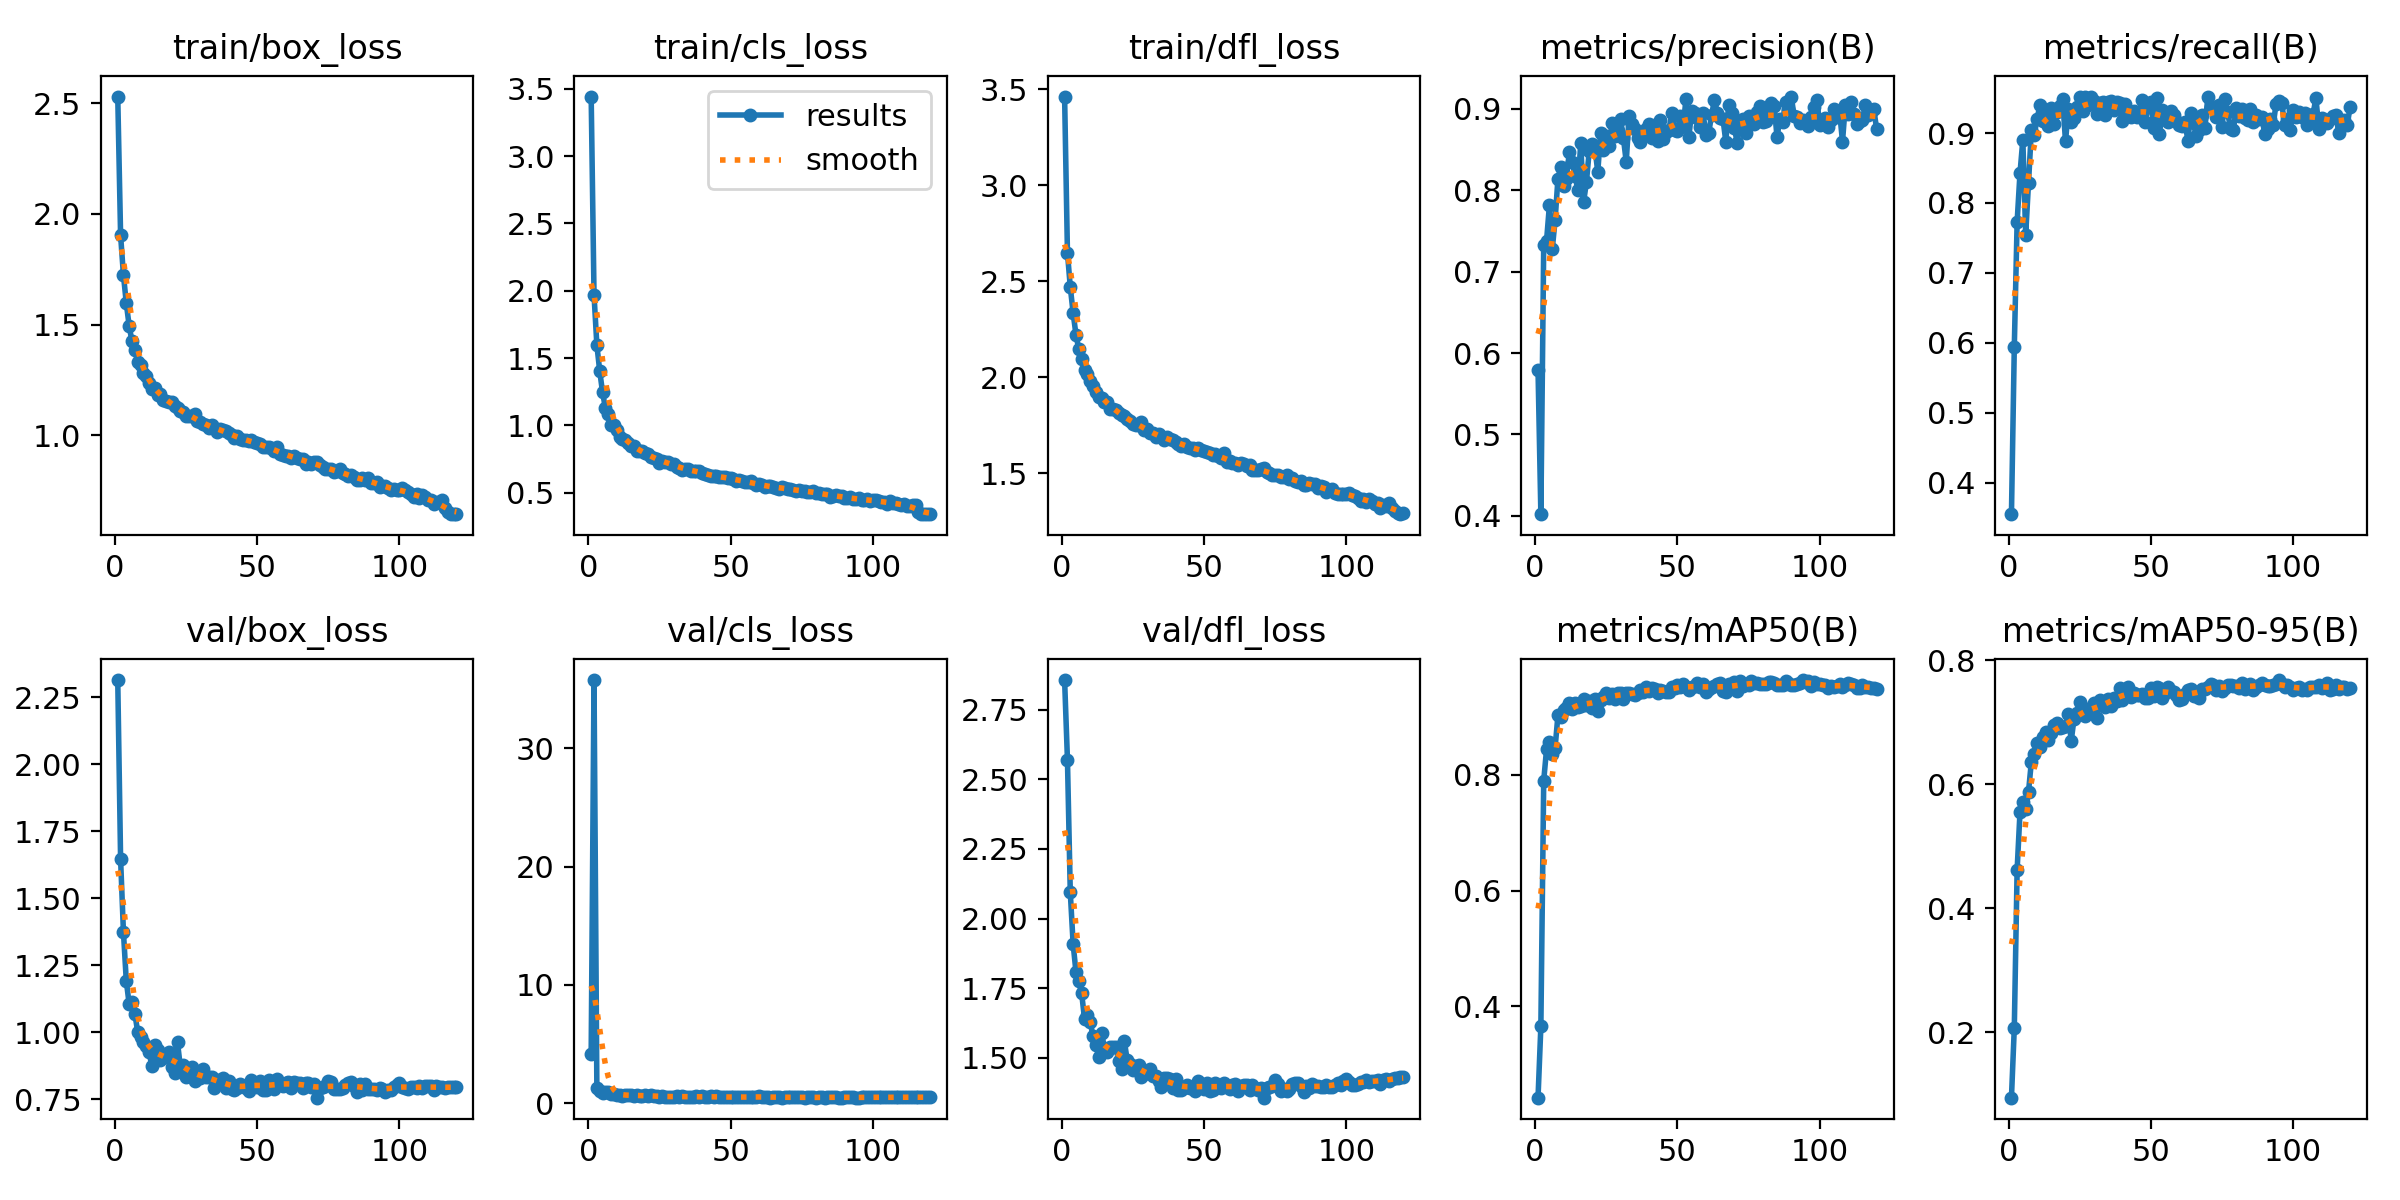 train/box_loss
2.5
2.0
1.5
1.0
0 50 100
train/cls_loss
results
smooth
3.5
3.0
2.5
2.0
1.5
1.0
0.5
0 50 100
train/dfl_loss
3.5
3.0
2.5
2.0
1.5
0 50 100
metrics/precision(B)
0.9
0.8
0.7
0.6
0.5
0.4
0 50 100
metrics/recall(B)
0.9
0.8
0.7
0.6
0.5
0.4
0 50 100
val/box_loss
2.25
2.00
1.75
1.50
1.25
1.00
0.75
0 50 100
val/cls_loss
30
20
10
0
0 50 100
val/dfl_loss
2.75
2.50
2.25
2.00
1.75
1.50
0 50 100
metrics/mAP50(B)
0.8
0.6
0.4
0 50 100
metrics/mAP50-95(B)
0.8
0.6
0.4
0.2
0 50 100